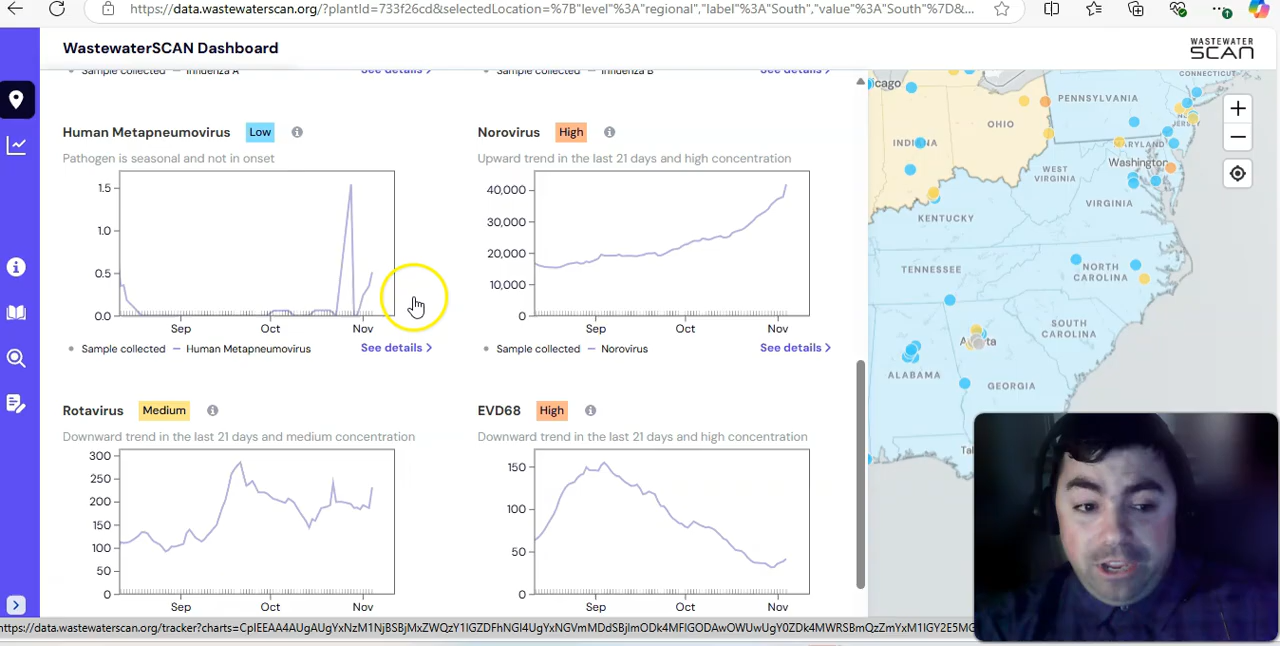 https://data.wastewaterscan.org/?plantId=733f26cd&selectedLocation=%7B"level"%3A"regional","label"%3A"South","value"%3A"South"%7D&...
WastewaterSCAN Dashboard
WASTEWATER
SCAN
Sample collected
Influenza A
See details >
Sample collected
Influenza B
See details >
Human Metapneumovirus Low
Pathogen is seasonal and not in onset
1.5
1.0
0.5
0.0
Sep Oct Nov
Sample collected Human Metapneumovirus See details >
Norovirus High
Upward trend in the last 21 days and high concentration
40,000
30,000
20,000
10,000
0
Sep Oct Nov
Sample collected Norovirus See details >
Rotavirus Medium
Downward trend in the last 21 days and medium concentration
300
250
200
150
100
50
0
Sep Oct Nov
EVD68 High
Downward trend in the last 21 days and high concentration
150
100
50
0
Sep Oct Nov
CONNECTICUT
PENNSYLVANIA
OHIO
INDIANA
Washington
WEST
VIRGINIA
VIRGINIA
KENTUCKY
TENNESSEE
NORTH
CAROLINA
SOUTH
CAROLINA
ALABAMA
GEORGIA
+
−